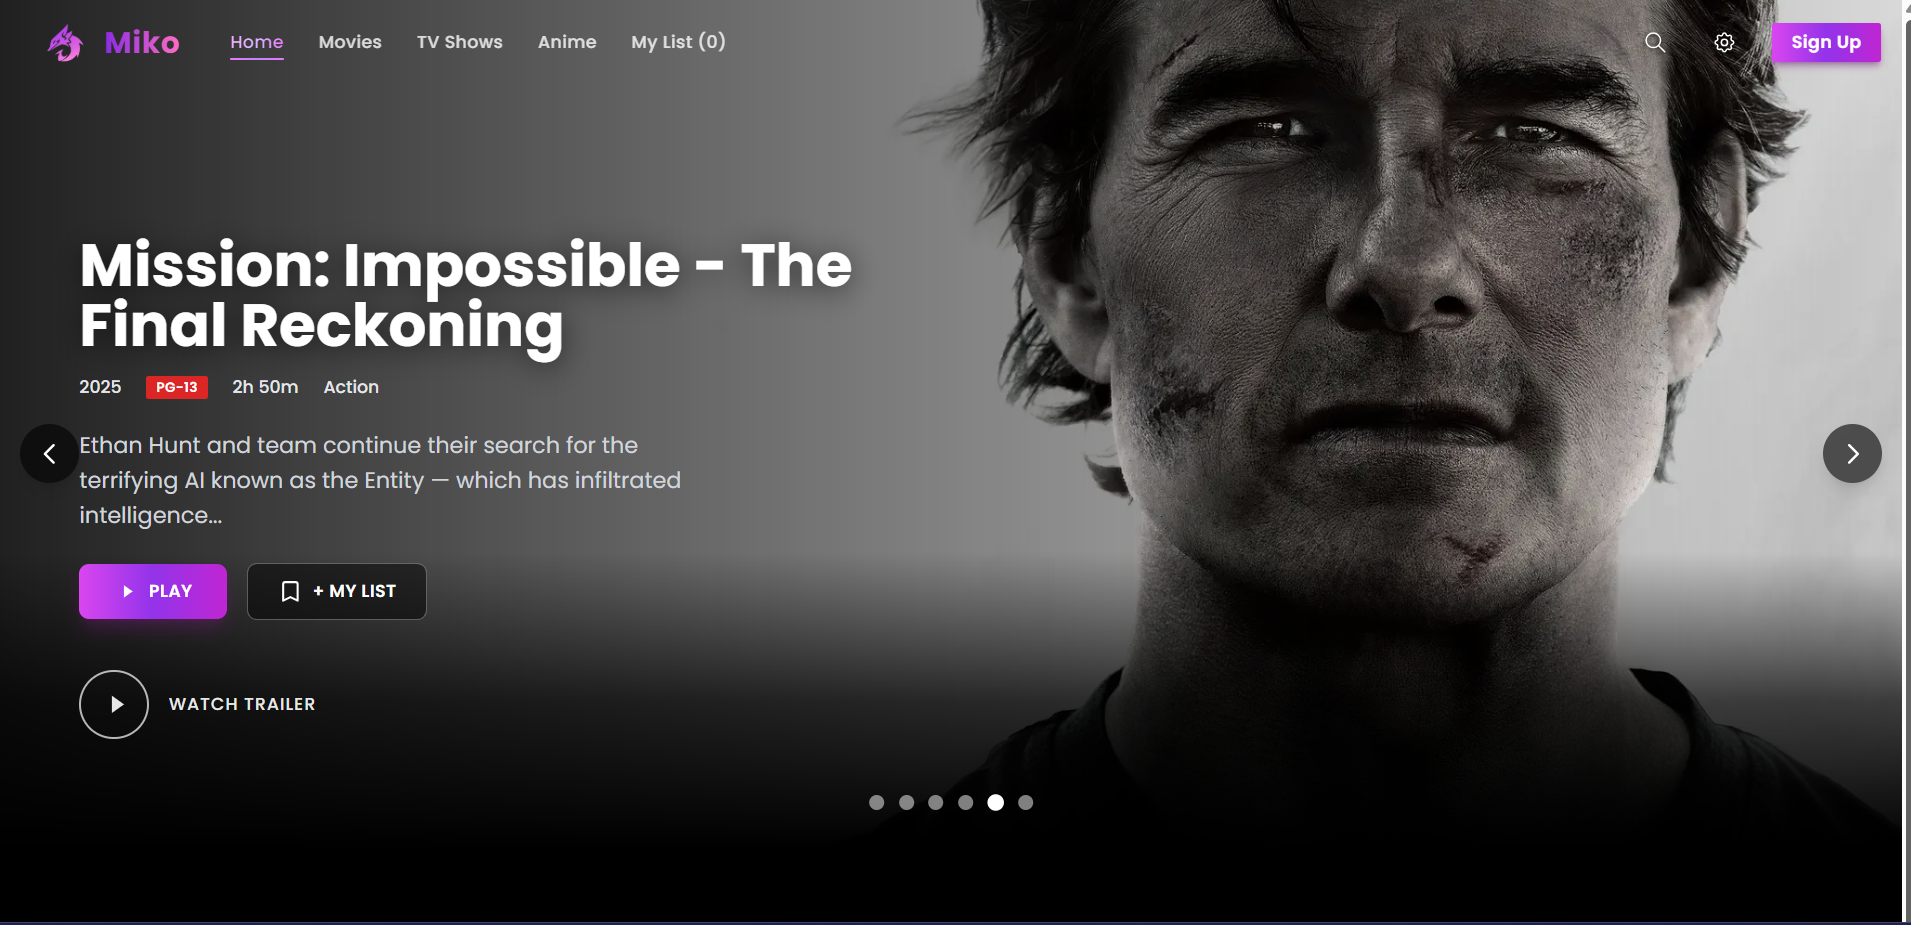 Miko
Home
Movies
TV Shows
Anime
My List (0)
Sign Up
Mission: Impossible - The
Final Reckoning
2025
PG-13
2h 50m
Action
Ethan Hunt and team continue their search for the
terrifying AI known as the Entity — which has infiltrated
intelligence...
PLAY
+ MY LIST
WATCH TRAILER